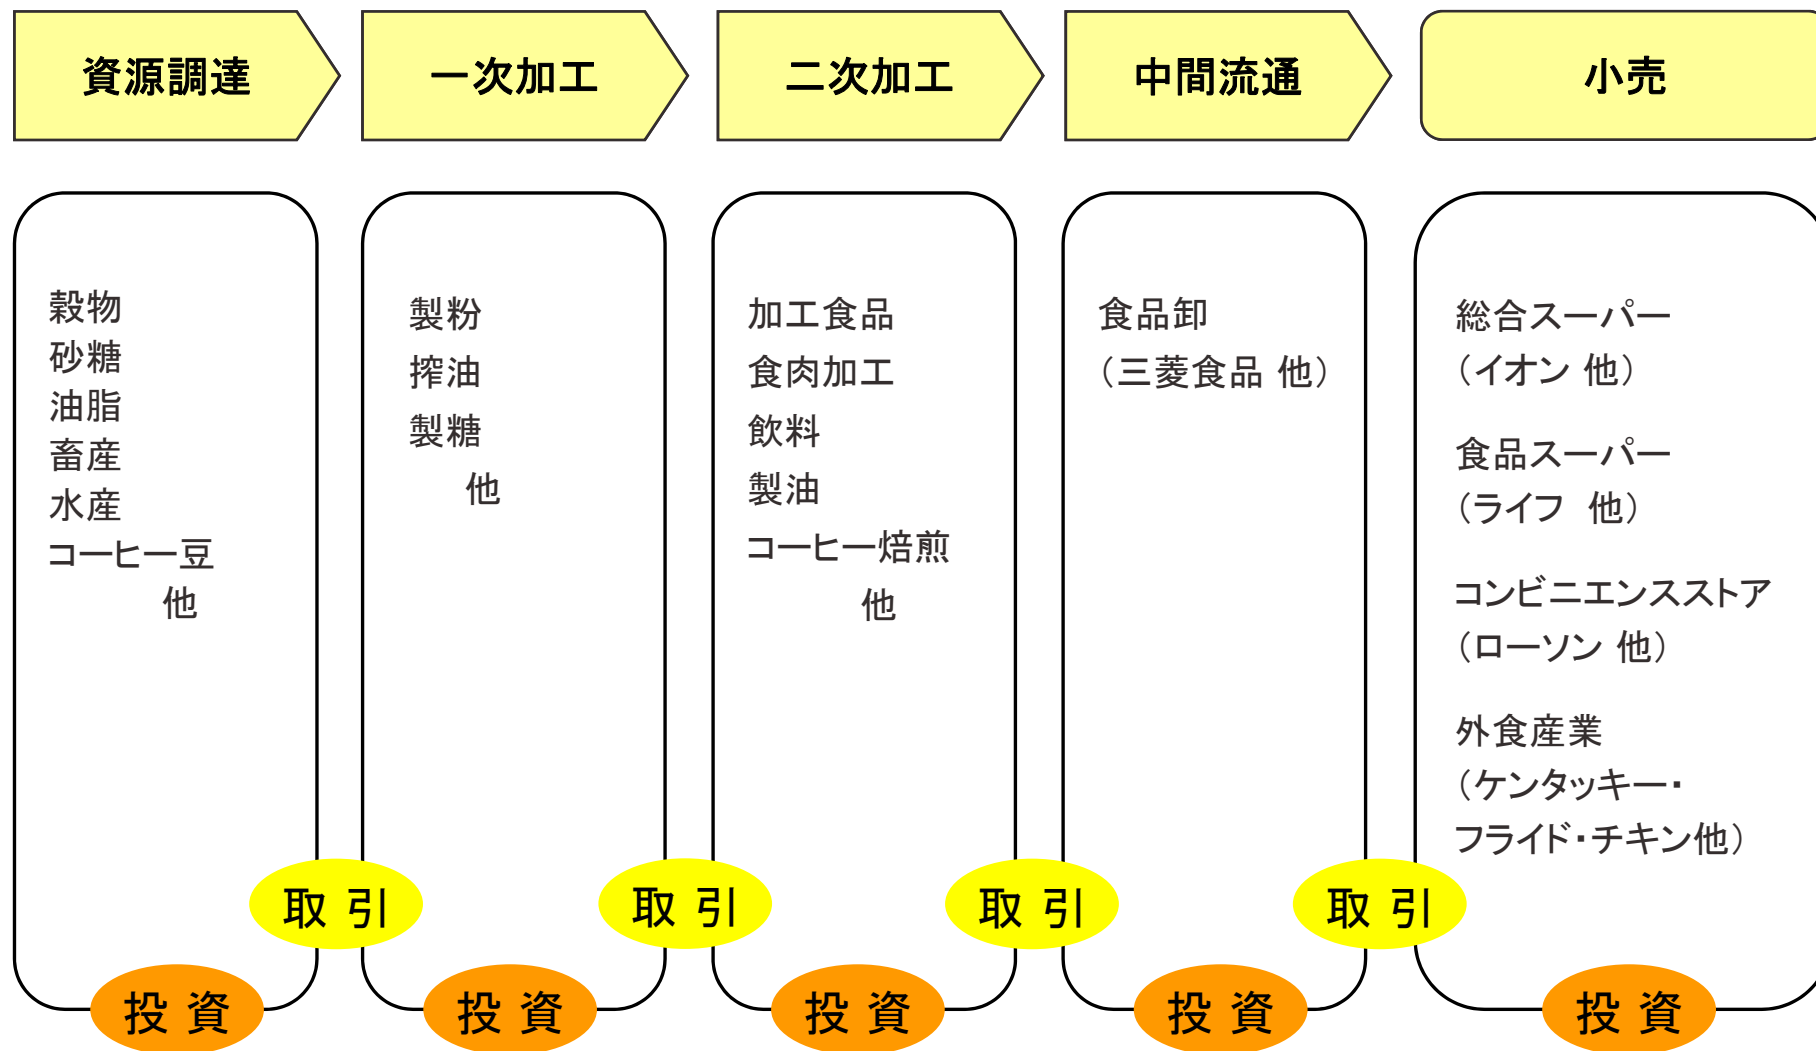 資源調達
一次加工
二次加工
中間流通
小売
穀物
砂糖
油脂
畜産
水産
コーヒー豆
他
製粉
搾油
製糖
他
加工食品
食肉加工
飲料
製油
コーヒー焙煎
他
食品卸
（三菱食品 他）
総合スーパー
（イオン 他）
食品スーパー
（ライフ 他）
コンビニエンスストア
（ローソン 他）
外食産業
（ケンタッキー・
フライド・チキン他）
取 引
取 引
取 引
取 引
投 資
投 資
投 資
投 資
投 資